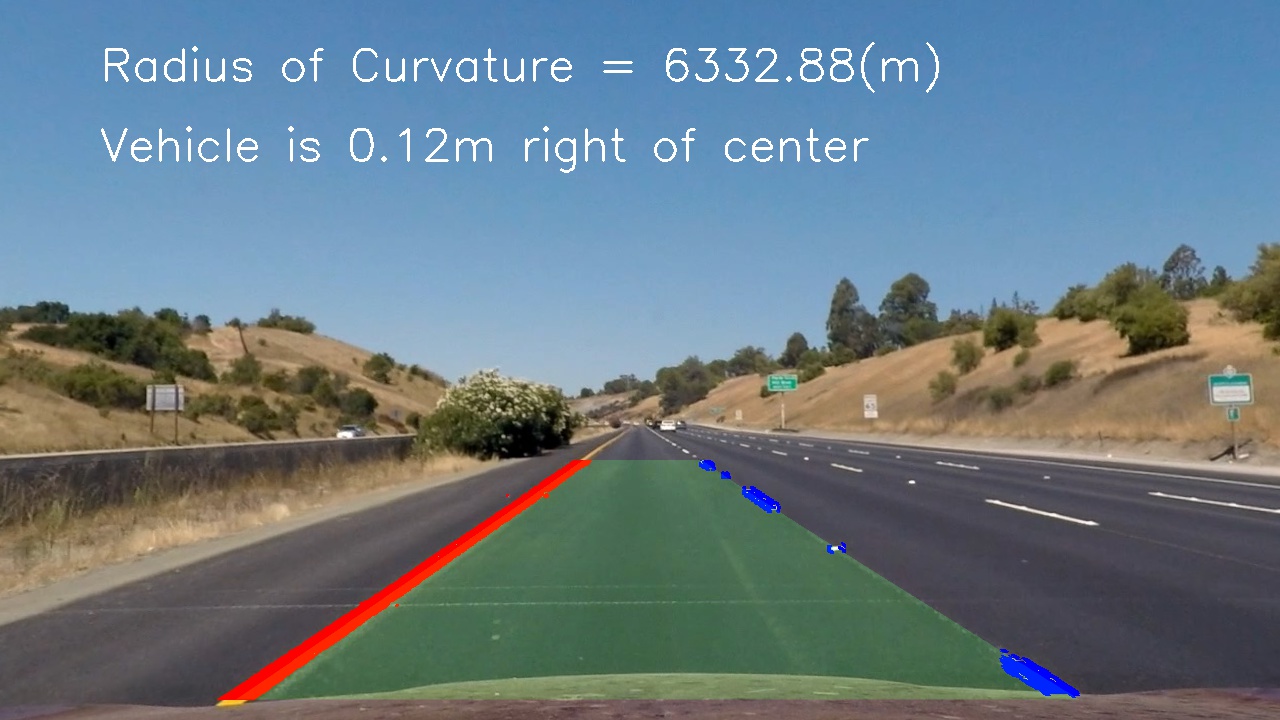 Radius of Curvature = 6332.88(m)
Vehicle is 0.12m right of center